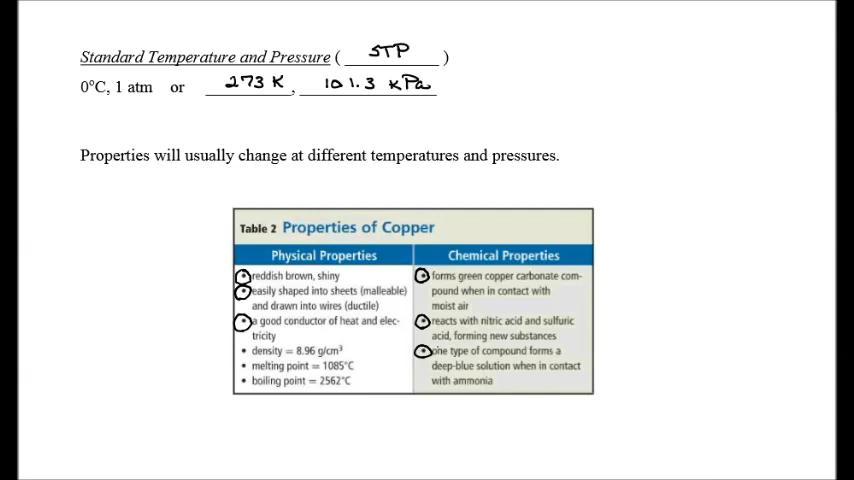 Standard Temperature and Pressure ( STP )
0°C, 1 atm or 273 K, 101.3 kPa
Properties will usually change at different temperatures and pressures.
Table 2 Properties of Copper
Physical Properties
• reddish brown, shiny
• easily shaped into sheets (malleable)
and drawn into wires (ductile)
• a good conductor of heat and elec-
tricity
• density = 8.96 g/cm³
• melting point = 1085°C
• boiling point = 2562°C
Chemical Properties
• forms green copper carbonate com-
pound when in contact with
moist air
• reacts with nitric acid and sulfuric
acid, forming new substances
• one type of compound forms a
deep-blue solution when in contact
with ammonia